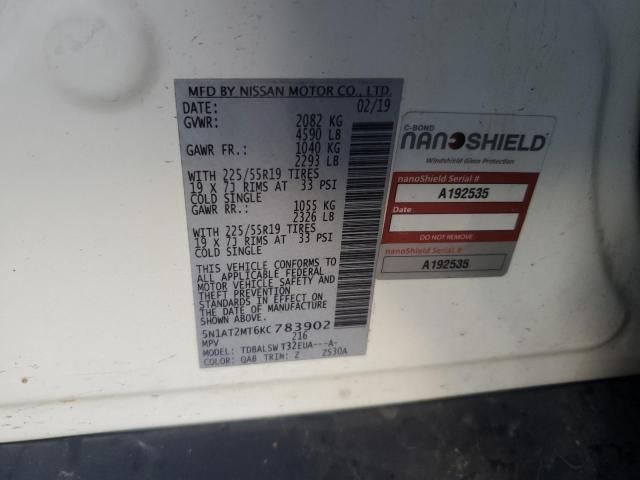 MFD BY NISSAN MOTOR CO., LTD.
DATE: 02/19
GVWR: 2082 KG
4590 LB
GAWR FR.: 1040 KG
2293 LB
WITH 225/55R19 TIRES
19 X 7J RIMS AT 33 PSI
COLD SINGLE
GAWR RR.: 1055 KG
2326 LB
WITH 225/55R19 TIRES
19 X 7J RIMS AT 33 PSI
COLD SINGLE
THIS VEHICLE CONFORMS TO
ALL APPLICABLE FEDERAL
MOTOR VEHICLE SAFETY AND
THEFT PREVENTION
STANDARDS IN EFFECT ON
THE DATE OF MANUFACTURE
SHOWN ABOVE.
5N1AT2MT6KC783902
MPV 216
MODEL: TDBALSWT32EUA---A-
COLOR: QAB TRIM: Z Z530A
C-BOND
NANOSHIELD
Windshield Glass Protection
nanoShield Serial #
A192535
Date
DO NOT REMOVE
nanoShield Serial #
A192535